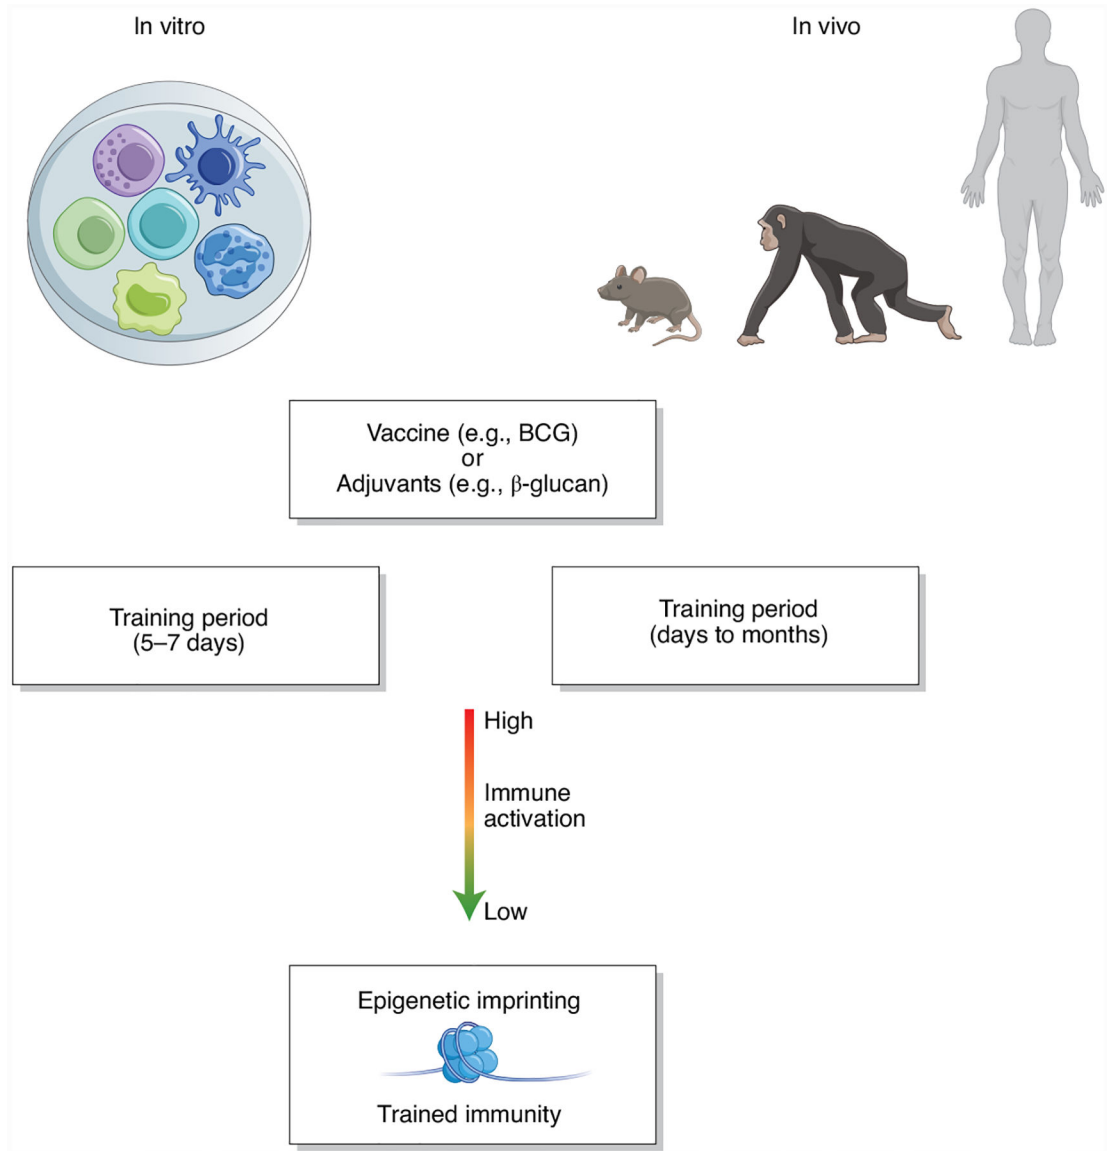 In vitro
In vivo
Vaccine (e.g., BCG)
or
Adjuvants (e.g., β-glucan)
Training period
(5–7 days)
Training period
(days to months)
High
Immune
activation
Low
Epigenetic imprinting
Trained immunity